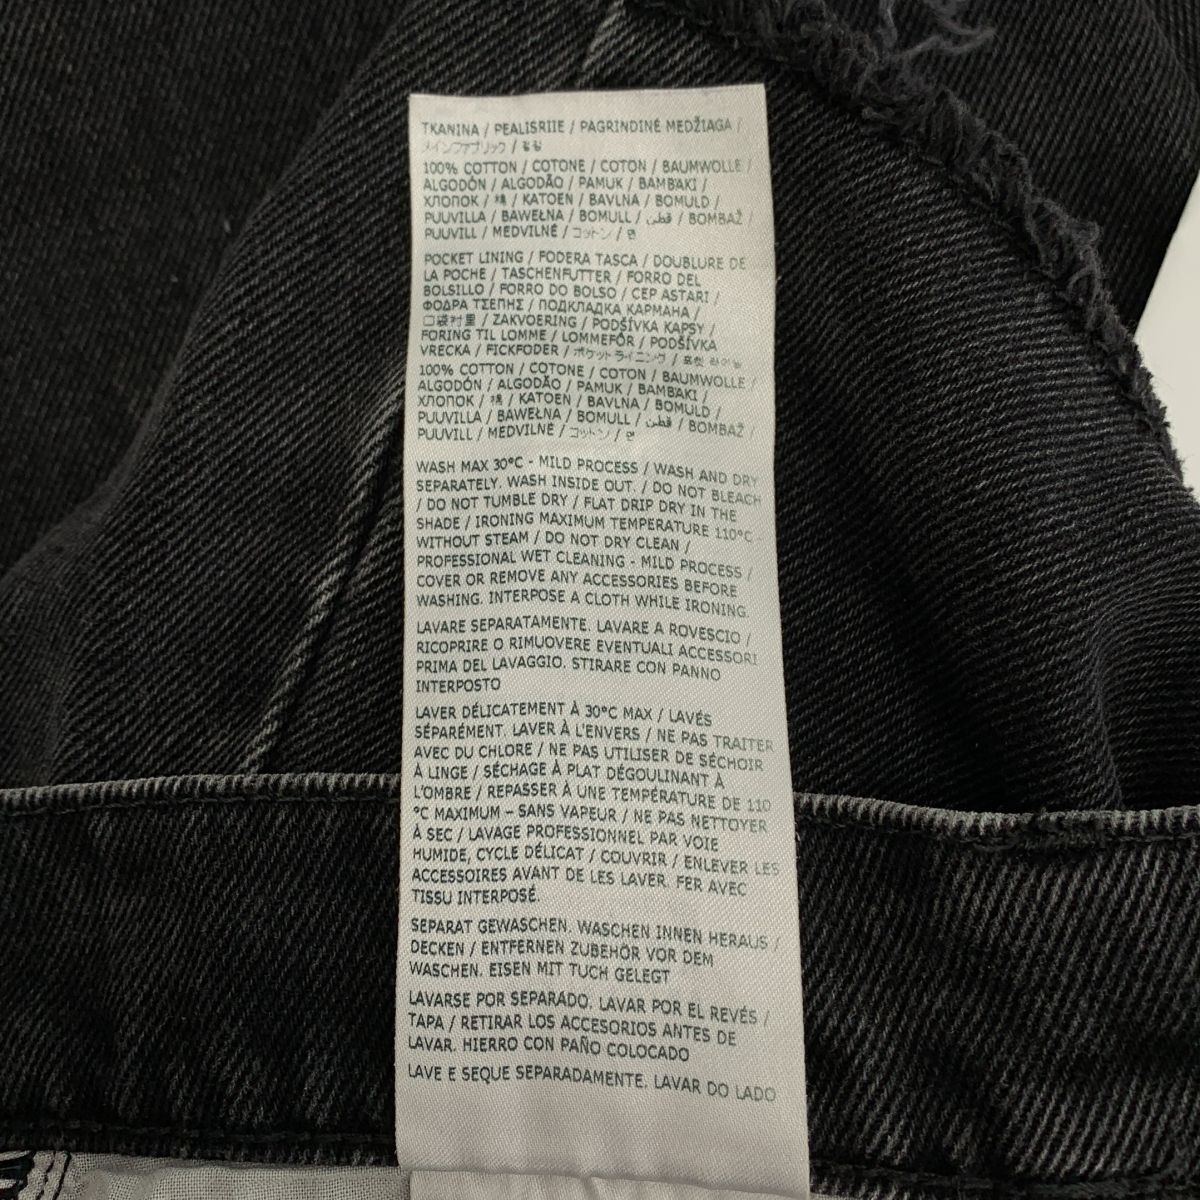 TKANINA / PEALISRIIE / PAGRINDINĖ MEDŽIAGA /
メインファブリック / 겉감
100% COTTON / COTONE / COTON / BAUMWOLLE /
ALGODÓN / ALGODÃO / PAMUK / BAMBAKI /
ХЛОПОК / 棉 / KATOEN / BAVLNA / BOMULD /
PUUVILLA / BAWEŁNA / BOMULL / قطن / BOMBAŽ /
PUUVILL / MEDVILNĖ / コットン / 면
POCKET LINING / FODERA TASCA / DOUBLURE DE
LA POCHE / TASCHENFUTTER / FORRO DEL
BOLSILLO / FORRO DO BOLSO / CEP ASTARI /
ΦΟΔΡΑ ΤΣΕΠΗΣ / ПОДКЛАДКА КАРМАНА /
口袋衬里 / ZAKVOERING / PODŠÍVKA KAPSY /
FORING TIL LOMME / LOMMEFÔR / PODŠÍVKA
VRECKA / FICKFODER / ポケットライニング /
100% COTTON / COTONE / COTON / BAUMWOLLE /
ALGODÓN / ALGODÃO / PAMUK / BAMBAKI /
ХЛОПОК / 棉 / KATOEN / BAVLNA / BOMULD /
PUUVILLA / BAWEŁNA / BOMULL / قطن / BOMBAŽ /
PUUVILL / MEDVILNĖ / コットン / 면
WASH MAX 30°C - MILD PROCESS / WASH AND DRY
SEPARATELY. WASH INSIDE OUT. / DO NOT BLEACH
/ DO NOT TUMBLE DRY / FLAT DRIP DRY IN THE
SHADE / IRONING MAXIMUM TEMPERATURE 110°C -
WITHOUT STEAM / DO NOT DRY CLEAN /
PROFESSIONAL WET CLEANING - MILD PROCESS /
COVER OR REMOVE ANY ACCESSORIES BEFORE
WASHING. INTERPOSE A CLOTH WHILE IRONING.
LAVARE SEPARATAMENTE. LAVARE A ROVESCIO /
RICOPRIRE O RIMUOVERE EVENTUALI ACCESSORI
PRIMA DEL LAVAGGIO. STIRARE CON PANNO
INTERPOSTO
LAVER DÉLICATEMENT À 30°C MAX / LAVÉS
SÉPARÉMENT. LAVER À L'ENVERS / NE PAS TRAITER
AVEC DU CHLORE / NE PAS UTILISER DE SÉCHOIR
À LINGE / SÉCHAGE À PLAT DÉGOULINANT À
L'OMBRE / REPASSER À UNE TEMPÉRATURE DE 110
°C MAXIMUM – SANS VAPEUR / NE PAS NETTOYER
À SEC / LAVAGE PROFESSIONNEL PAR VOIE
HUMIDE, CYCLE DÉLICAT / COUVRIR / ENLEVER LES
ACCESSOIRES AVANT DE LES LAVER. FER AVEC
TISSU INTERPOSÉ.
SEPARAT GEWASCHEN. WASCHEN INNEN HERAUS /
DECKEN / ENTFERNEN ZUBEHÖR VOR DEM
WASCHEN. EISEN MIT TUCH GELEGT
LAVARSE POR SEPARADO. LAVAR POR EL REVÉS /
TAPA / RETIRAR LOS ACCESORIOS ANTES DE
LAVAR. HIERRO CON PAÑO COLOCADO
LAVE E SEQUE SEPARADAMENTE. LAVAR DO LADO